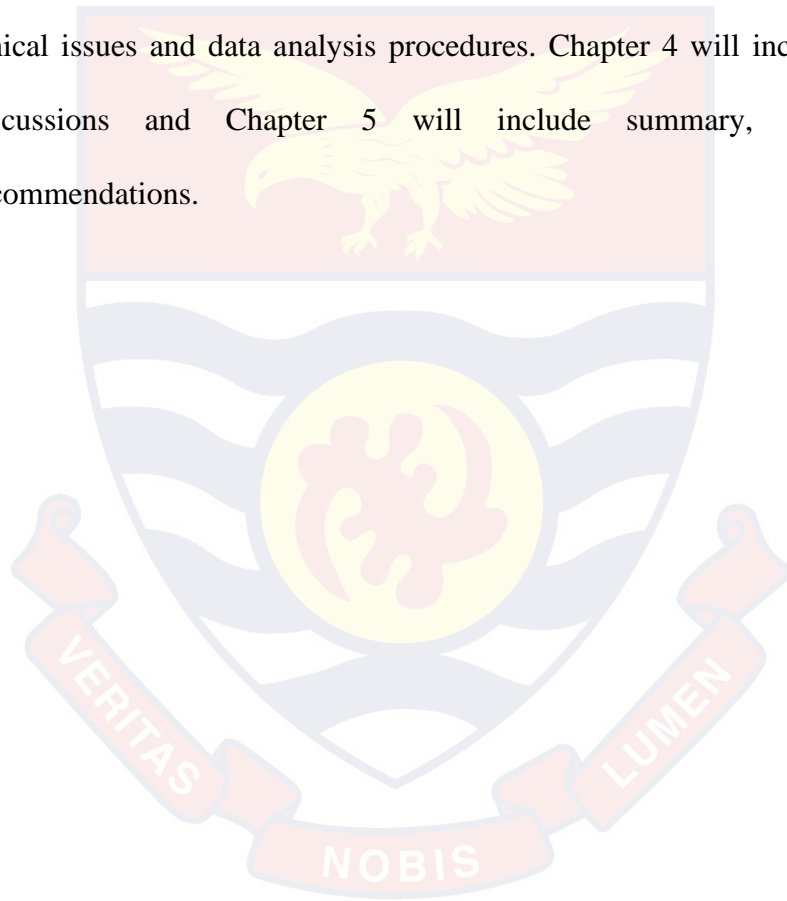 nical issues and data analysis procedures. Chapter 4 will inc
cussions and Chapter 5 will include summary,
commendations.
VERITAS
NOBIS
LUMEN